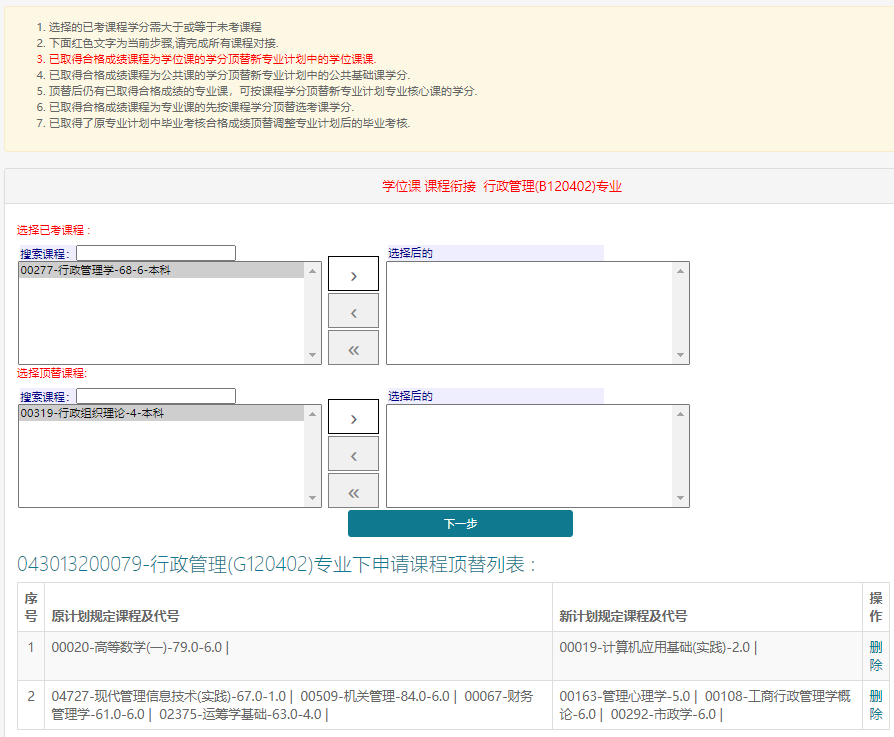 1. 选择的已考课程学分需大于或等于未考课程
2. 下面红色文字为当前步骤,请完成所有课程对接.
3. 已取得合格成绩课程为学位课的学分顶替新专业计划中的学位课课.
4. 已取得合格成绩课程为公共课的学分顶替新专业计划中的公共基础课学分.
5. 顶替后仍有已取得合格成绩的专业课，可按课程学分顶替新专业计划专业核心课的学分.
6. 已取得合格成绩课程为专业课的先按课程学分顶替选考课学分.
7. 已取得了原专业计划中毕业考核合格成绩顶替调整专业计划后的毕业考核.
学位课 课程衔接 行政管理(B120402)专业
选择已考课程 :
搜索课程：
选择后的
00277-行政管理学-68-6-本科
›
‹
«
选择顶替课程:
搜索课程：
选择后的
00319-行政组织理论-4-本科
›
‹
«
下一步
043013200079-行政管理(G120402)专业下申请课程顶替列表 :
序号 原计划规定课程及代号 新计划规定课程及代号 操作
1 00020-高等数学(一)-79.0-6.0 | 00019-计算机应用基础(实践)-2.0 | 删除
2 04727-现代管理信息技术(实践)-67.0-1.0 | 00509-机关管理-84.0-6.0 | 00067-财务 00163-管理心理学-5.0 | 00108-工商行政管理学概 删
管理学-61.0-6.0 | 02375-运筹学基础-63.0-4.0 | 论-6.0 | 00292-市政学-6.0 | 除